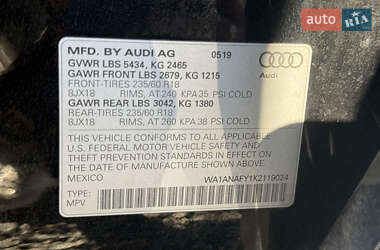 auto.ria.com
MFD. BY AUDI AG 0519
GVWR LBS 5434, KG 2465
GAWR FRONT LBS 2679, KG 1215
FRONT-TIRES 235/60 R18
8JX18 RIMS, AT 240 KPA 35 PSI COLD
GAWR REAR LBS 3042, KG 1380
REAR-TIRES 235/60 R18
8JX18 RIMS, AT 260 KPA 38 PSI COLD
Audi
THIS VEHICLE CONFORMS TO ALL APPLICABLE
U.S. FEDERAL MOTOR VEHICLE SAFETY
AND THEFT PREVENTION STANDARDS IN EFFECT ON THE
DATE OF MANUFACTURE SHOWN ABOVE.
MEXICO WA1ANAFY1K2119024
TYPE:
MPV